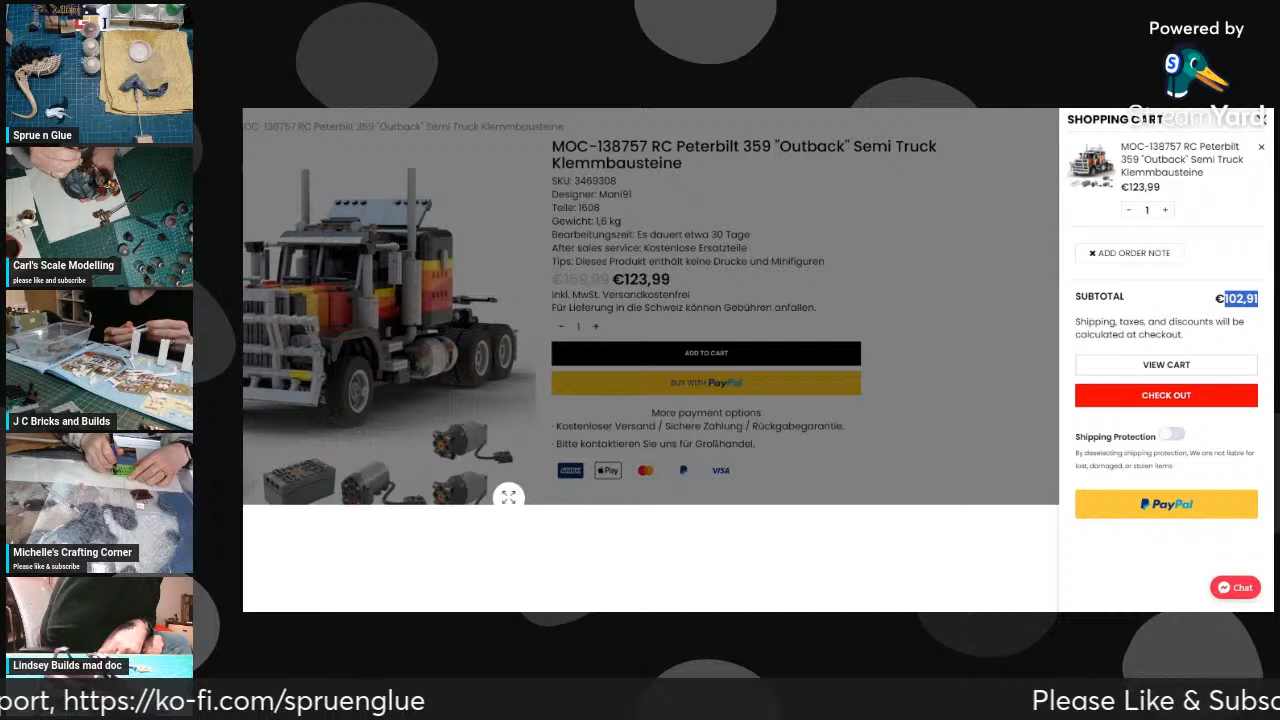 Sprue n Glue
Carl's Scale Modelling
please like and subscribe
J C Bricks and Builds
Michelle's Crafting Corner
Please like & subscribe
Lindsey Builds mad doc
Powered by
StreamYard
OC-138757 RC Peterbilt 359 "Outback" Semi Truck Klemmbausteine
MOC-138757 RC Peterbilt 359 "Outback" Semi Truck
Klemmbausteine
SKU: 3469308
Designer: Mani91
Teile: 1608
Gewicht: 1,6 kg
Bearbeitungszeit: Es dauert etwa 30 Tage
After sales service: Kostenlose Ersatzteile
Tips: Dieses Produkt enthält keine Drucke und Minifiguren
€159,99 €123,99
inkl. MwSt. Versandkostenfrei
Für Lieferung in die Schweiz können Gebühren anfallen.
- 1 +
ADD TO CART
BUY WITH PayPal
More payment options
· Kostenloser Versand / Sichere Zahlung / Rückgabegarantie.
· Bitte kontaktieren Sie uns für Großhandel.
Apple Pay
VISA
SHOPPING CART
MOC-138757 RC Peterbilt
359 "Outback" Semi Truck
Klemmbausteine
€123,99
- 1 +
✖ ADD ORDER NOTE
SUBTOTAL €102,91
Shipping, taxes, and discounts will be
calculated at checkout.
VIEW CART
CHECK OUT
Shipping Protection
By deselecting shipping protection, We are not liable for
lost, damaged, or stolen items
PayPal
Chat
port, https://ko-fi.com/spruenglue
Please Like & Subsc